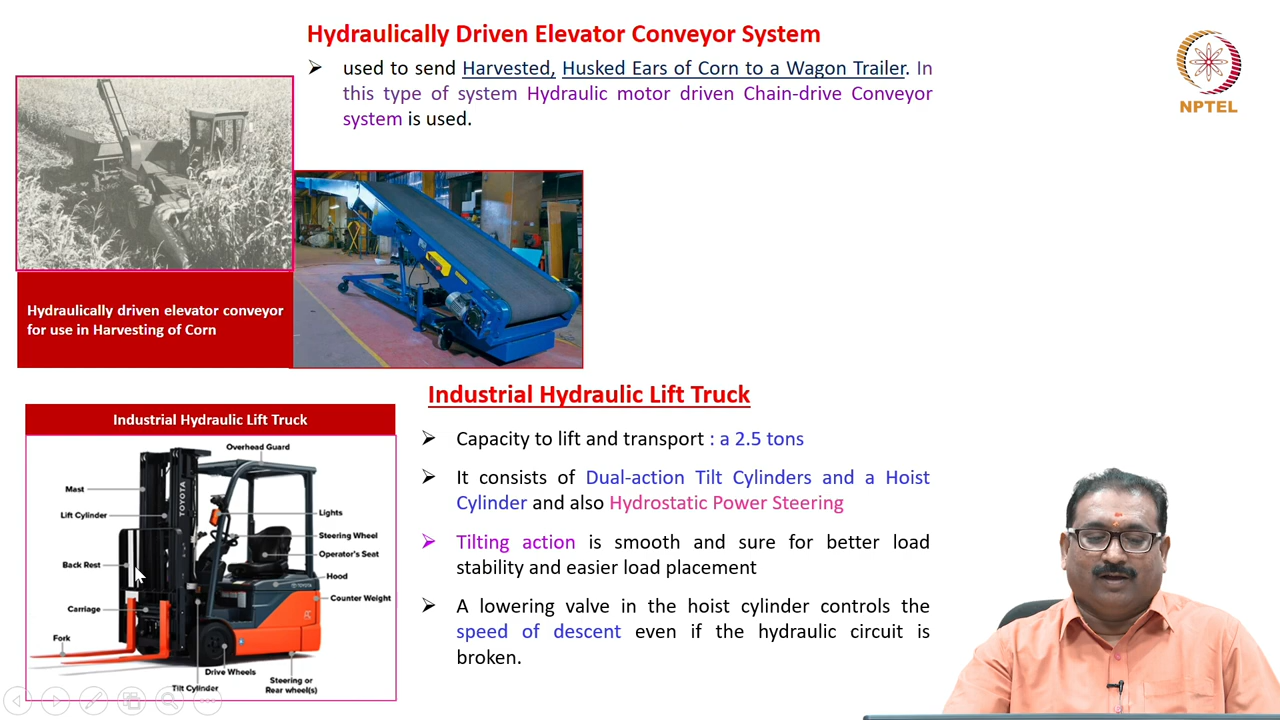 Hydraulically Driven Elevator Conveyor System
➢ used to send Harvested, Husked Ears of Corn to a Wagon Trailer. In
this type of system Hydraulic motor driven Chain-drive Conveyor
system is used.
NPTEL
Hydraulically driven elevator conveyor
for use in Harvesting of Corn
Industrial Hydraulic Lift Truck
Industrial Hydraulic Lift Truck
Overhead Guard
Mast
Lift Cylinder
Back Rest
Carriage
Fork
TOYOTA
Lights
Steering Wheel
Operator's Seat
Hood
TOYOTA
Counter Weight
Drive Wheels
Tilt Cylinder
Steering or
Rear wheel(s)
➢ Capacity to lift and transport : a 2.5 tons
➢ It consists of Dual-action Tilt Cylinders and a Hoist
Cylinder and also Hydrostatic Power Steering
➢ Tilting action is smooth and sure for better load
stability and easier load placement
➢ A lowering valve in the hoist cylinder controls the
speed of descent even if the hydraulic circuit is
broken.